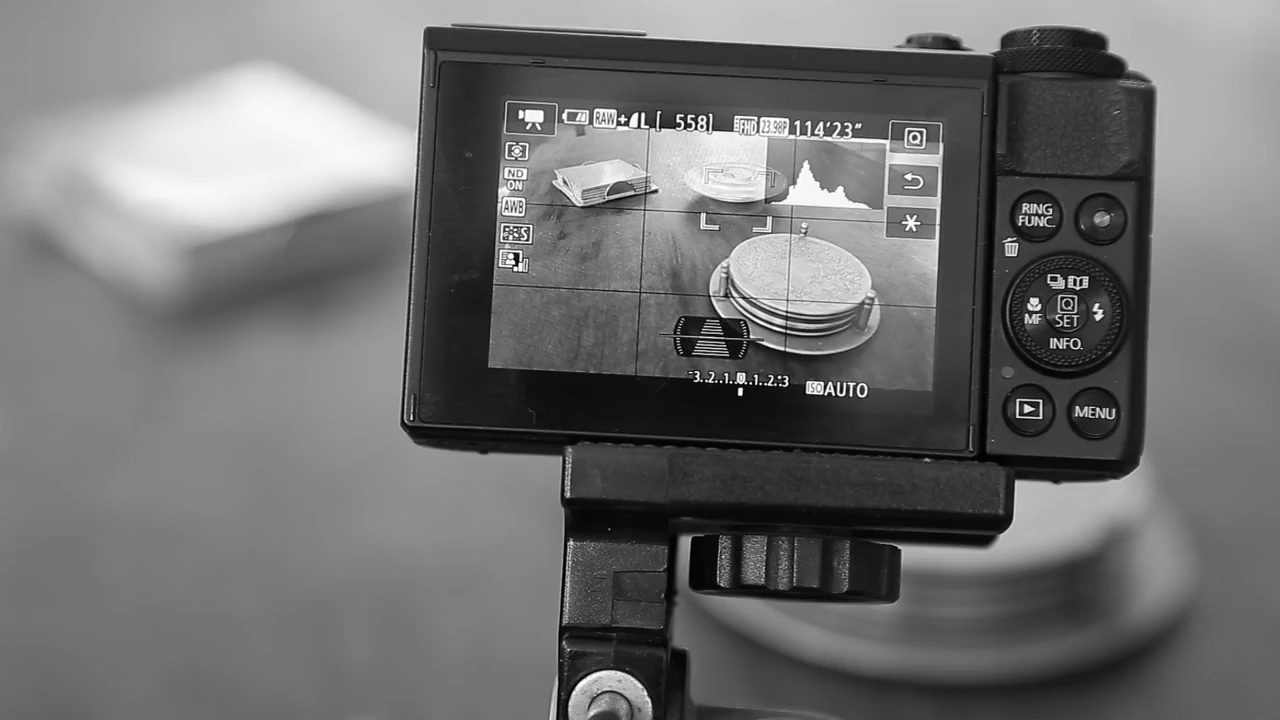 RAW+L [ 558] FHD 23.98P 114'23"
Q
ND
ON
AWB
S
-3..2..1..0..1..2.+3 ISO AUTO
RING
FUNC.
MF
Q
SET
INFO.
MENU